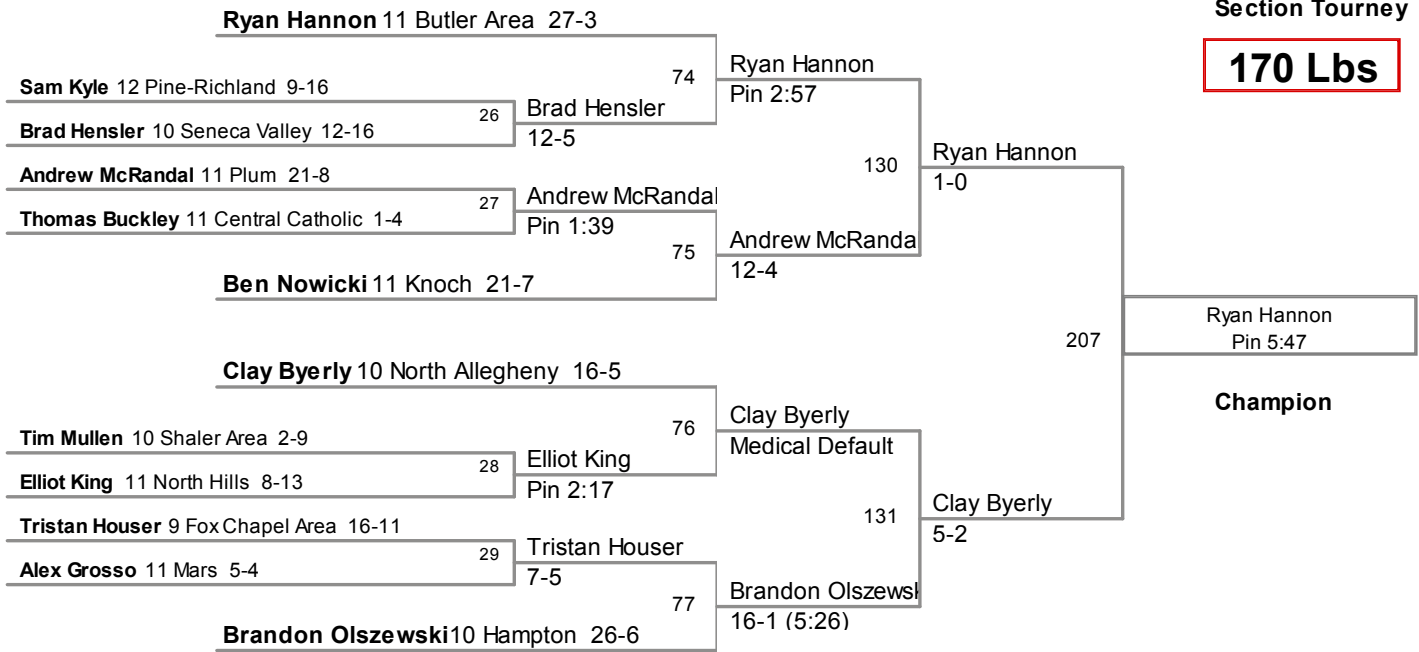 Section Tourney
170 Lbs
Ryan Hannon 11 Butler Area 27-3
74
Ryan Hannon
Pin 2:57
Sam Kyle 12 Pine-Richland 9-16
26
Brad Hensler
12-5
Brad Hensler 10 Seneca Valley 12-16
130
Ryan Hannon
1-0
Andrew McRandal 11 Plum 21-8
27
Andrew McRandal
Pin 1:39
Thomas Buckley 11 Central Catholic 1-4
75
Andrew McRanda
12-4
Ben Nowicki 11 Knoch 21-7
207
Ryan Hannon
Pin 5:47
Champion
Clay Byerly 10 North Allegheny 16-5
76
Clay Byerly
Medical Default
Tim Mullen 10 Shaler Area 2-9
28
Elliot King
Pin 2:17
Elliot King 11 North Hills 8-13
131
Clay Byerly
5-2
Tristan Houser 9 Fox Chapel Area 16-11
29
Tristan Houser
7-5
Alex Grosso 11 Mars 5-4
77
Brandon Olszewsk
16-1 (5:26)
Brandon Olszewski 10 Hampton 26-6